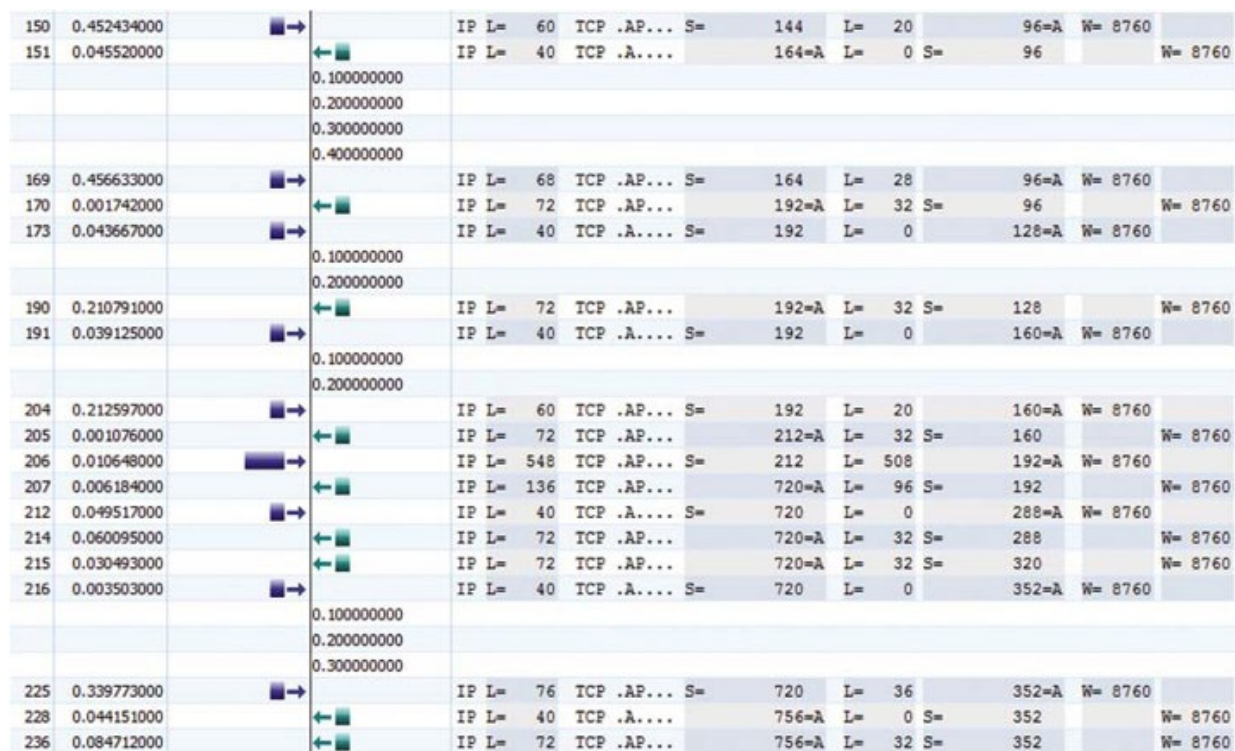 150 0.452434000 IP L= 60 TCP .AP... S= 144 L= 20 96=A W= 8760
151 0.045520000 IP L= 40 TCP .A.... 164=A L= 0 S= 96 W= 8760
0.100000000
0.200000000
0.300000000
0.400000000
169 0.456633000 IP L= 68 TCP .AP... S= 164 L= 28 96=A W= 8760
170 0.001742000 IP L= 72 TCP .AP... 192=A L= 32 S= 96 W= 8760
173 0.043667000 IP L= 40 TCP .A.... S= 192 L= 0 128=A W= 8760
0.100000000
0.200000000
190 0.210791000 IP L= 72 TCP .AP... 192=A L= 32 S= 128 W= 8760
191 0.039125000 IP L= 40 TCP .A.... S= 192 L= 0 160=A W= 8760
0.100000000
0.200000000
204 0.212597000 IP L= 60 TCP .AP... S= 192 L= 20 160=A W= 8760
205 0.001076000 IP L= 72 TCP .AP... 212=A L= 32 S= 160 W= 8760
206 0.010648000 IP L= 548 TCP .AP... S= 212 L= 508 192=A W= 8760
207 0.006184000 IP L= 136 TCP .AP... 720=A L= 96 S= 192 W= 8760
212 0.049517000 IP L= 40 TCP .A.... S= 720 L= 0 288=A W= 8760
214 0.060095000 IP L= 72 TCP .AP... 720=A L= 32 S= 288 W= 8760
215 0.030493000 IP L= 72 TCP .AP... 720=A L= 32 S= 320 W= 8760
216 0.003503000 IP L= 40 TCP .A.... S= 720 L= 0 352=A W= 8760
0.100000000
0.200000000
0.300000000
225 0.339773000 IP L= 76 TCP .AP... S= 720 L= 36 352=A W= 8760
228 0.044151000 IP L= 40 TCP .A.... 756=A L= 0 S= 352 W= 8760
236 0.084712000 IP L= 72 TCP .AP... 756=A L= 32 S= 352 W= 8760